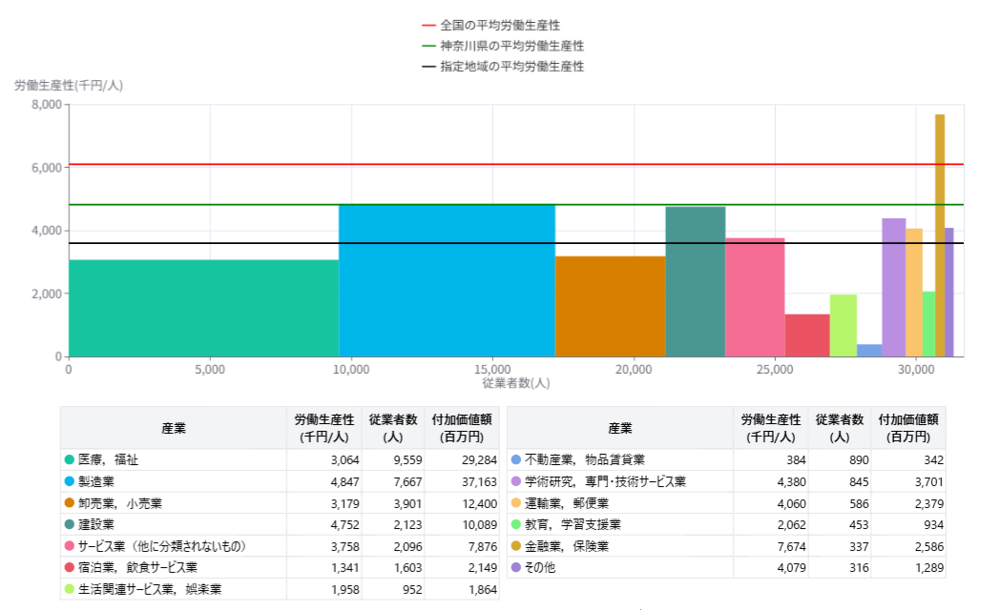 全国の平均労働生産性
神奈川県の平均労働生産性
指定地域の平均労働生産性
労働生産性(千円/人)
8,000
6,000
4,000
2,000
0
0 5,000 10,000 15,000 20,000 25,000 30,000
従業者数(人)
産業 労働生産性(千円/人) 従業者数(人) 付加価値額(百万円)
医療，福祉 3,064 9,559 29,284
製造業 4,847 7,667 37,163
卸売業，小売業 3,179 3,901 12,400
建設業 4,752 2,123 10,089
サービス業（他に分類されないもの） 3,758 2,096 7,876
宿泊業，飲食サービス業 1,341 1,603 2,149
生活関連サービス業，娯楽業 1,958 952 1,864
産業 労働生産性(千円/人) 従業者数(人) 付加価値額(百万円)
不動産業，物品賃貸業 384 890 342
学術研究，専門・技術サービス業 4,380 845 3,701
運輸業，郵便業 4,060 586 2,379
教育，学習支援業 2,062 453 934
金融業，保険業 7,674 337 2,586
その他 4,079 316 1,289